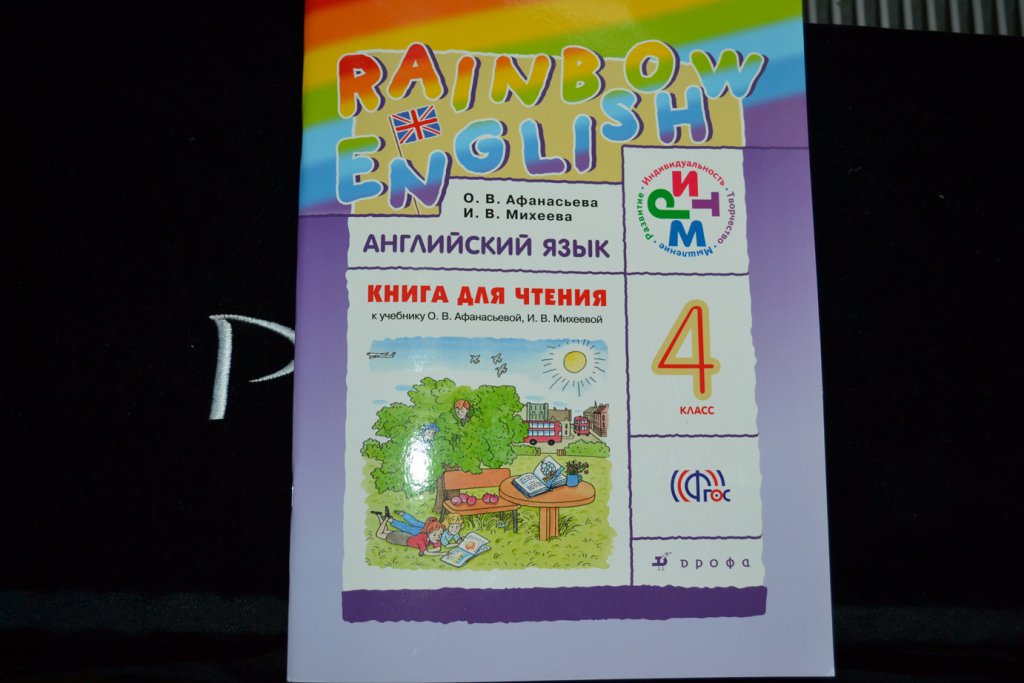 RAINBOW
ENGLISH
О. В. Афанасьева
И. В. Михеева
АНГЛИЙСКИЙ ЯЗЫК
РИТМ
Развитие · Индивидуальность · Творчество · Мышление
КНИГА ДЛЯ ЧТЕНИЯ
к учебнику О. В. Афанасьевой, И. В. Михеевой
4
КЛАСС
ФГОС
дрофа
P